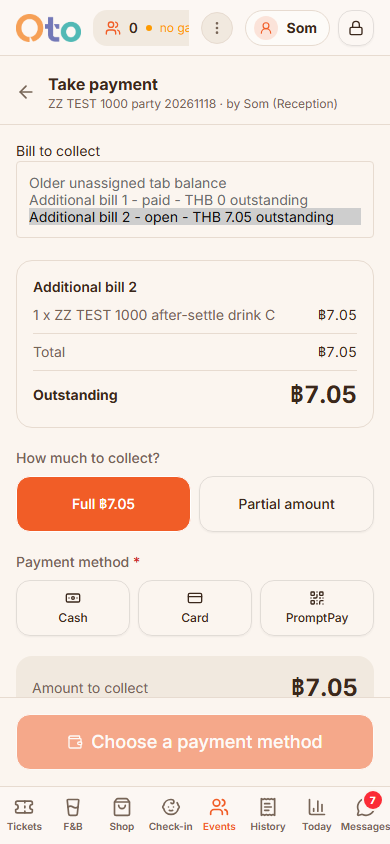 Oto
0 no ga
Som
Take payment
ZZ TEST 1000 party 20261118 · by Som (Reception)
Bill to collect
Older unassigned tab balance
Additional bill 1 - paid - THB 0 outstanding
Additional bill 2 - open - THB 7.05 outstanding
Additional bill 2
1 x ZZ TEST 1000 after-settle drink C ฿7.05
Total ฿7.05
Outstanding ฿7.05
How much to collect?
Full ฿7.05 Partial amount
Payment method *
Cash Card PromptPay
Amount to collect ฿7.05
Choose a payment method
7
Tickets F&B Shop Check-in Events History Today Messages